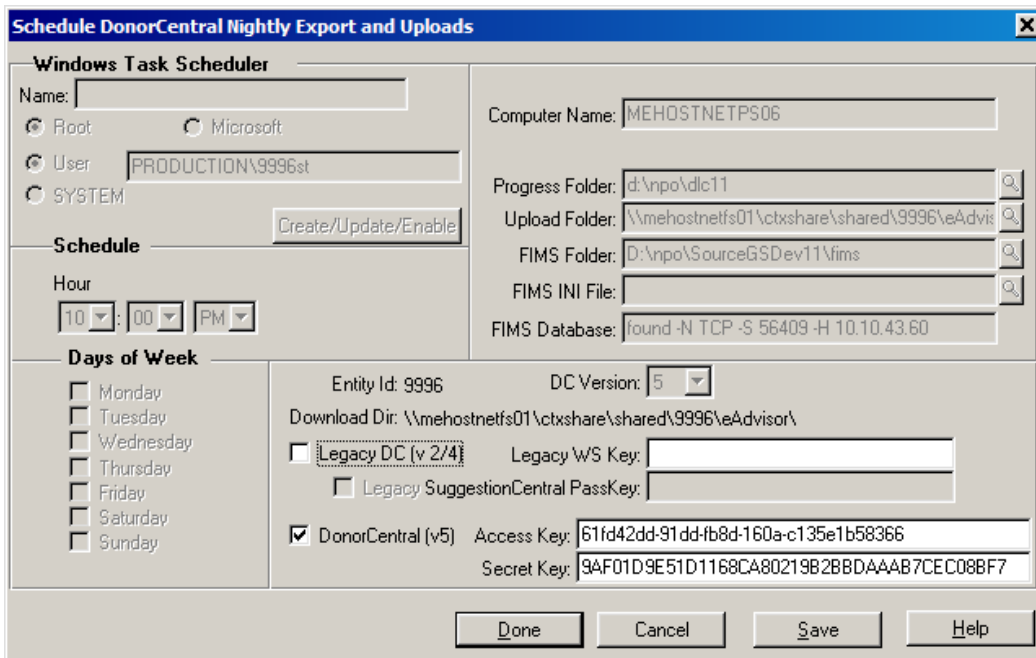 Schedule DonorCentral Nightly Export and Uploads
Windows Task Scheduler
Name:
Root Microsoft
User PRODUCTION\9996st
SYSTEM
Create/Update/Enable
Computer Name: MEHOSTNETPS06
Progress Folder: d:\npo\dlc11
Upload Folder: \\mehostnetfs01\ctxshare\shared\9996\eAdvis
FIMS Folder: D:\npo\SourceGSDev11\fims
FIMS INI File:
FIMS Database: found -N TCP -S 56409 -H 10.10.43.60
Schedule
Hour
10 : 00 PM
Days of Week
Monday
Tuesday
Wednesday
Thursday
Friday
Saturday
Sunday
Entity Id: 9996 DC Version: 5
Download Dir: \\mehostnetfs01\ctxshare\shared\9996\eAdvisor\
Legacy DC (v 2/4) Legacy WS Key:
Legacy SuggestionCentral PassKey:
DonorCentral (v5) Access Key: 61fd42dd-91dd-fb8d-160a-c135e1b58366
Secret Key: 9AF01D9E51D1168CA80219B2BBDAAAB7CEC08BF7
Done Cancel Save Help